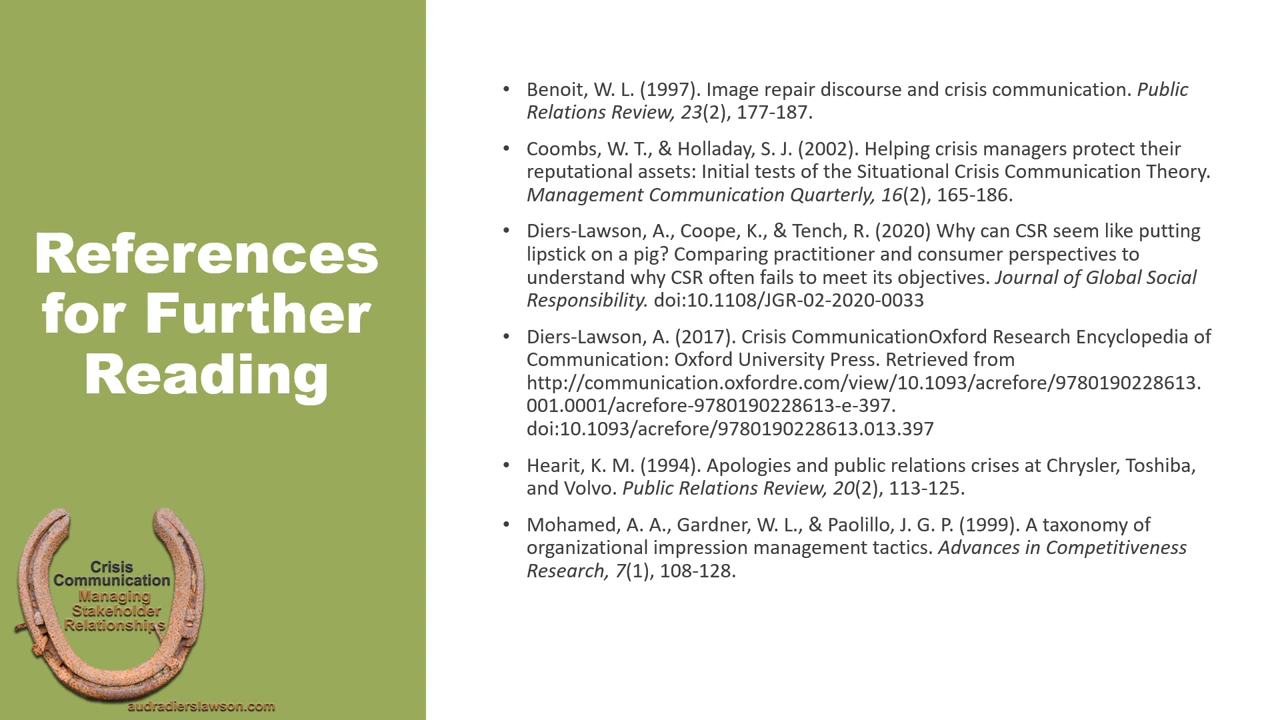 References
for Further
Reading
• Benoit, W. L. (1997). Image repair discourse and crisis communication. Public
Relations Review, 23(2), 177-187.
• Coombs, W. T., & Holladay, S. J. (2002). Helping crisis managers protect their
reputational assets: Initial tests of the Situational Crisis Communication Theory.
Management Communication Quarterly, 16(2), 165-186.
• Diers-Lawson, A., Coope, K., & Tench, R. (2020) Why can CSR seem like putting
lipstick on a pig? Comparing practitioner and consumer perspectives to
understand why CSR often fails to meet its objectives. Journal of Global Social
Responsibility. doi:10.1108/JGR-02-2020-0033
• Diers-Lawson, A. (2017). Crisis CommunicationOxford Research Encyclopedia of
Communication: Oxford University Press. Retrieved from
http://communication.oxfordre.com/view/10.1093/acrefore/9780190228613.
001.0001/acrefore-9780190228613-e-397.
doi:10.1093/acrefore/9780190228613.013.397
• Hearit, K. M. (1994). Apologies and public relations crises at Chrysler, Toshiba,
and Volvo. Public Relations Review, 20(2), 113-125.
• Mohamed, A. A., Gardner, W. L., & Paolillo, J. G. P. (1999). A taxonomy of
organizational impression management tactics. Advances in Competitiveness
Research, 7(1), 108-128.
Crisis
Communication
Managing
Stakeholder
Relationships
audradierslawson.com